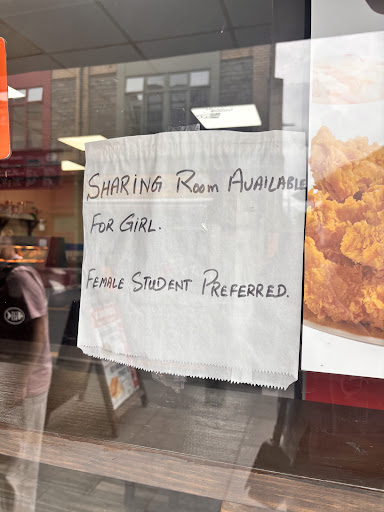 SHARING ROOM AVAILABLE
FOR GIRL.
FEMALE STUDENT PREFERRED.